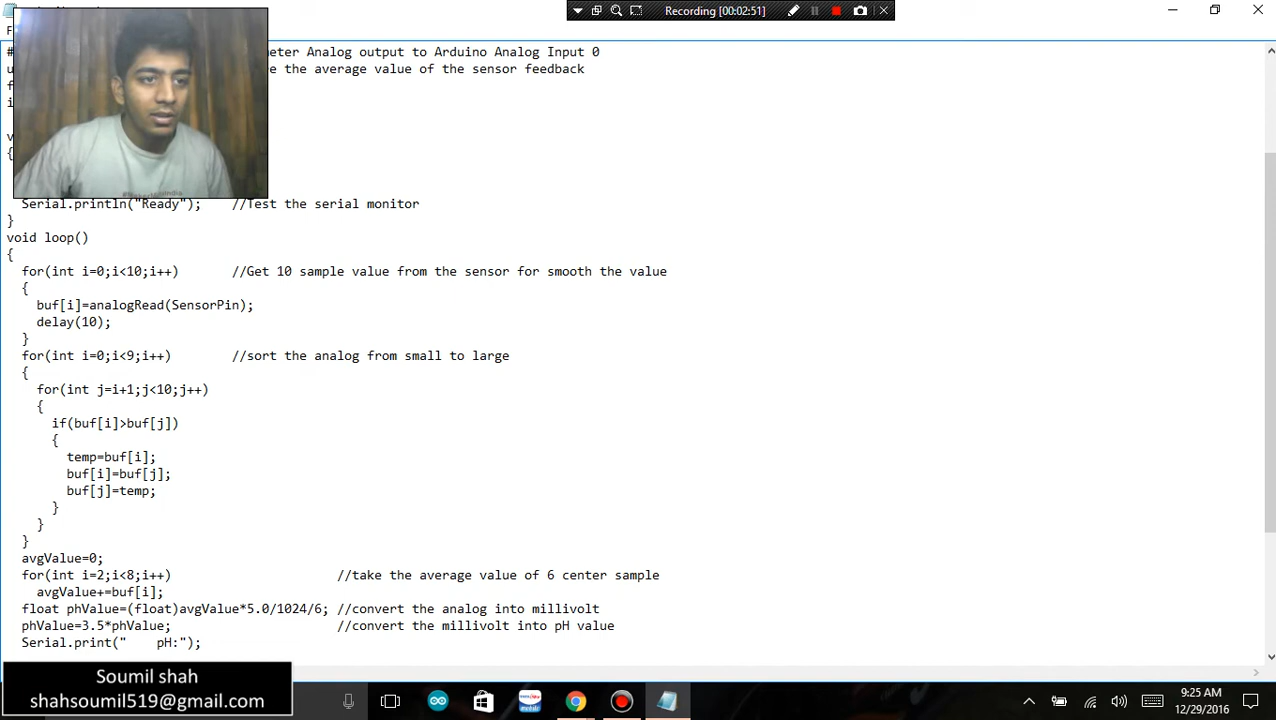 Recording [00:02:51]
F
# eter Analog output to Arduino Analog Input 0
u e the average value of the sensor feedback
f
i
v
{
Serial.println("Ready"); //Test the serial monitor
}
void loop()
{
for(int i=0;i<10;i++) //Get 10 sample value from the sensor for smooth the value
{
buf[i]=analogRead(SensorPin);
delay(10);
}
for(int i=0;i<9;i++) //sort the analog from small to large
{
for(int j=i+1;j<10;j++)
{
if(buf[i]>buf[j])
{
temp=buf[i];
buf[i]=buf[j];
buf[j]=temp;
}
}
}
avgValue=0;
for(int i=2;i<8;i++) //take the average value of 6 center sample
avgValue+=buf[i];
float phValue=(float)avgValue*5.0/1024/6; //convert the analog into millivolt
phValue=3.5*phValue; //convert the millivolt into pH value
Serial.print(" pH:");
Soumil shah
shahsoumil519@gmail.com
9:25 AM
12/29/2016